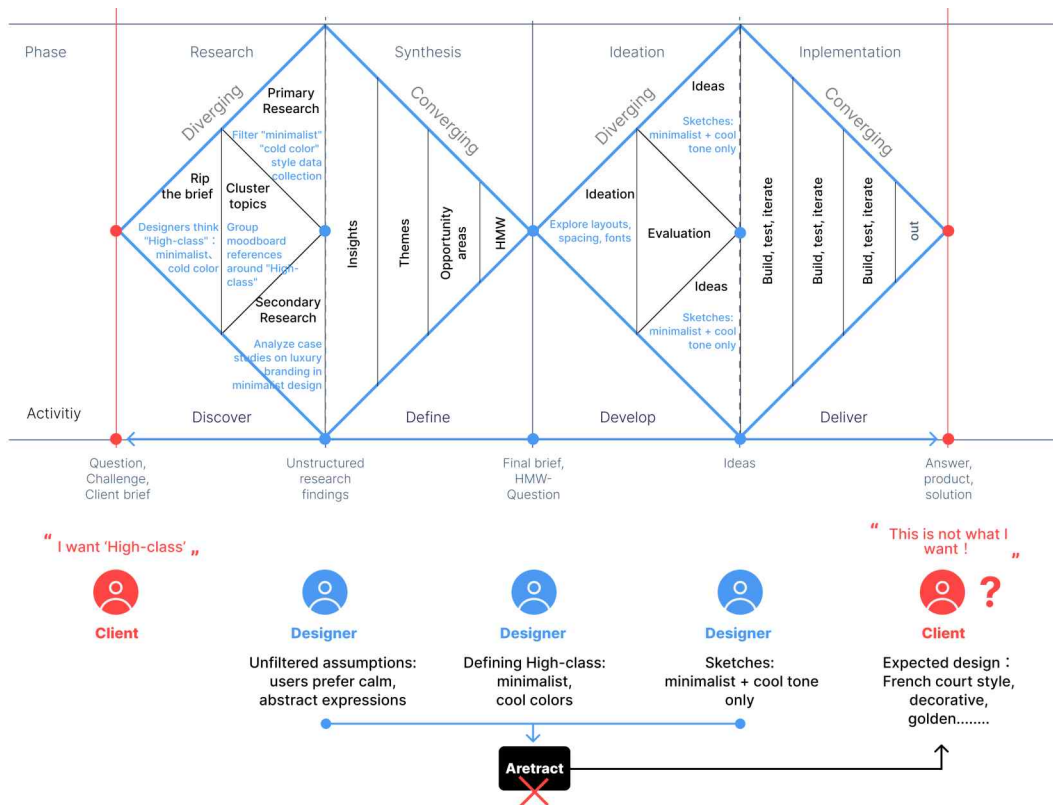 Phase
Research
Synthesis
Ideation
Inplementation
Diverging
Converging
Diverging
Converging
Primary
Research
Filter "minimalist"
"cold color"
style data
collection
Rip
the brief
Designers think
"High-class"：
minimalist、
cold color
Cluster
topics
Group
moodboard
references
around "High-
class"
Secondary
Research
Analyze case
studies on luxury
branding in
minimalist design
Insights
Themes
Opportunity
areas
HMW
Ideas
Sketches:
minimalist + cool
tone only
Ideation
Explore layouts,
spacing, fonts
Evaluation
Ideas
Sketches:
minimalist + cool
tone only
Build, test, iterate
Build, test, iterate
Build, test, iterate
out
Activitiy
Discover
Define
Develop
Deliver
Question,
Challenge,
Client brief
Unstructured
research
findings
Final brief,
HMW-
Question
Ideas
Answer,
product,
solution
“ I want ‘High-class’ „
“ This is not what I
want！ „
?
Client
Designer
Designer
Designer
Client
Unfiltered assumptions:
users prefer calm,
abstract expressions
Defining High-class:
minimalist,
cool colors
Sketches:
minimalist + cool tone
only
Expected design：
French court style,
decorative,
golden........
Aretract